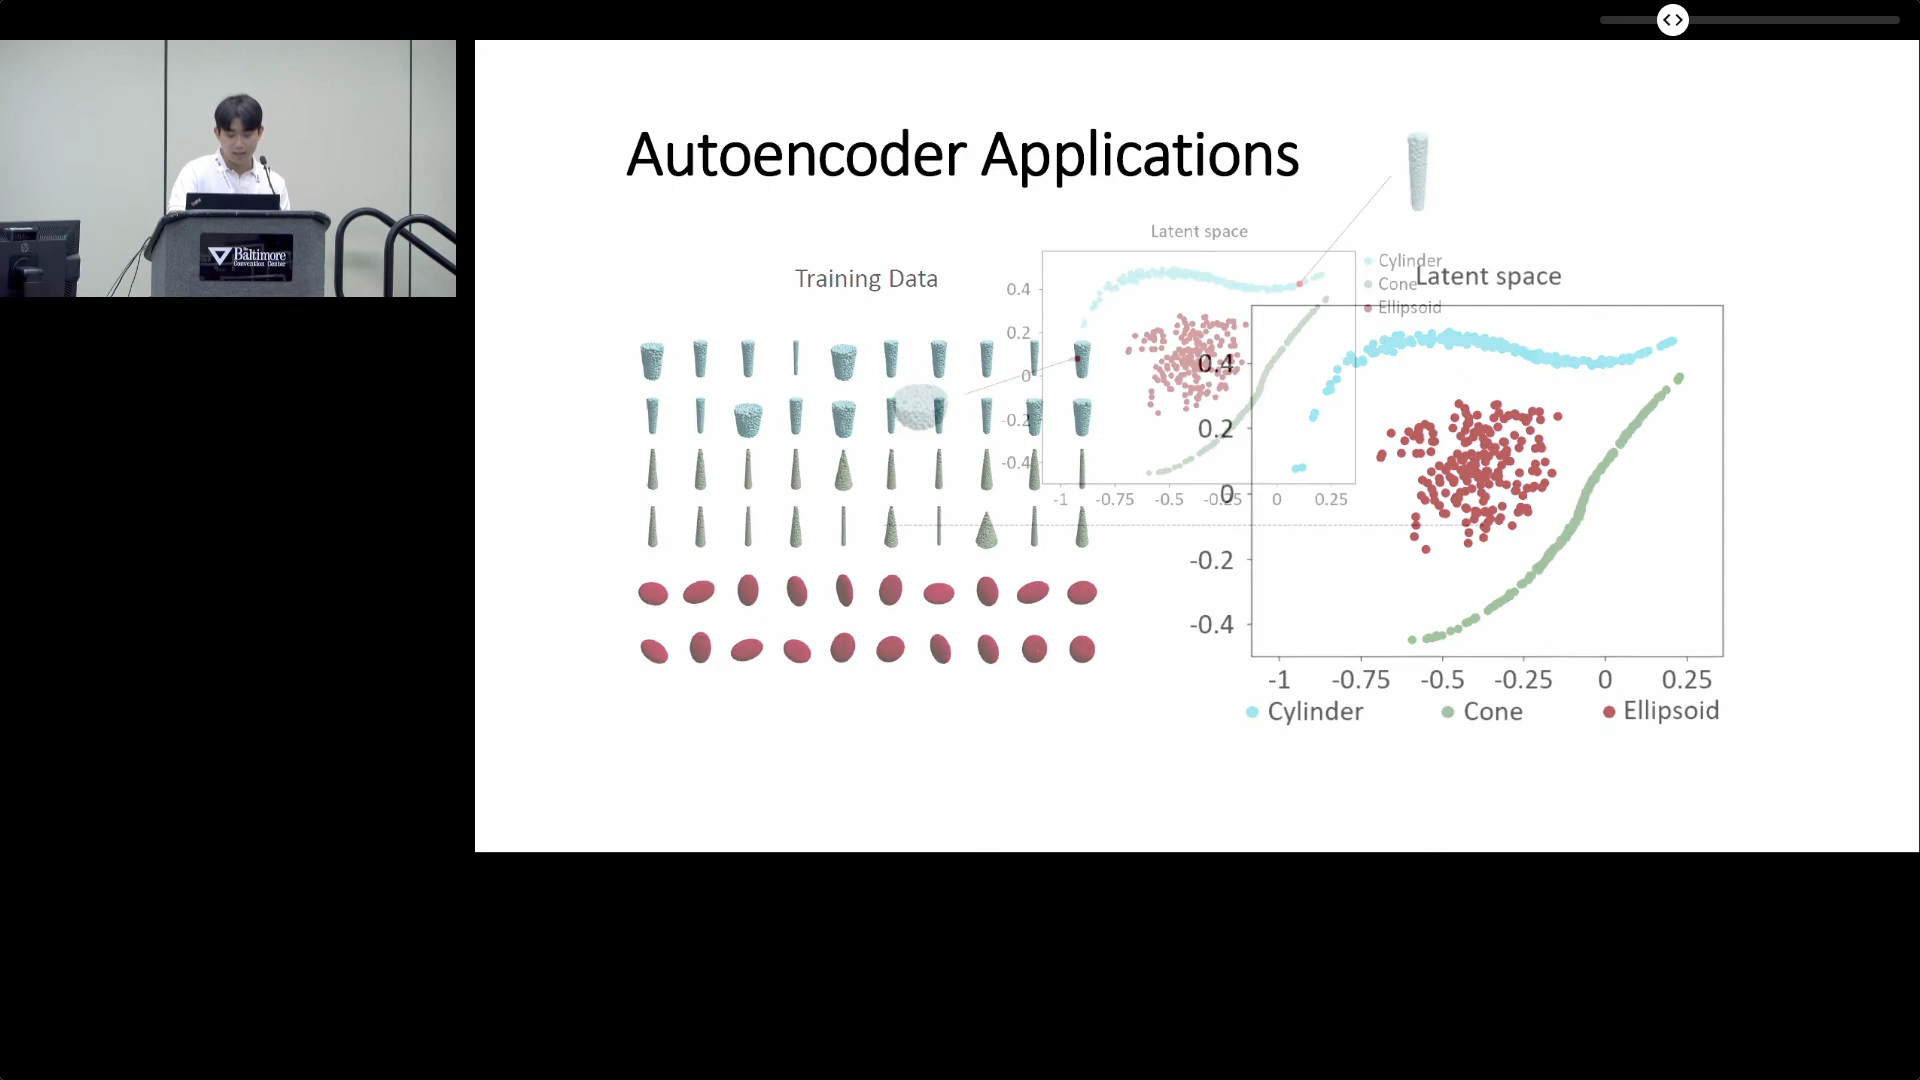 Autoencoder Applications
Training Data
Latent space
Cylinder
Cone
Ellipsoid
0.4
0.2
0
-0.2
-0.4
-1 -0.75 -0.5 -0.25 0 0.25
Latent space
0.4
0.2
0
-0.2
-0.4
-1 -0.75 -0.5 -0.25 0 0.25
Cylinder Cone Ellipsoid
Baltimore
Convention Center